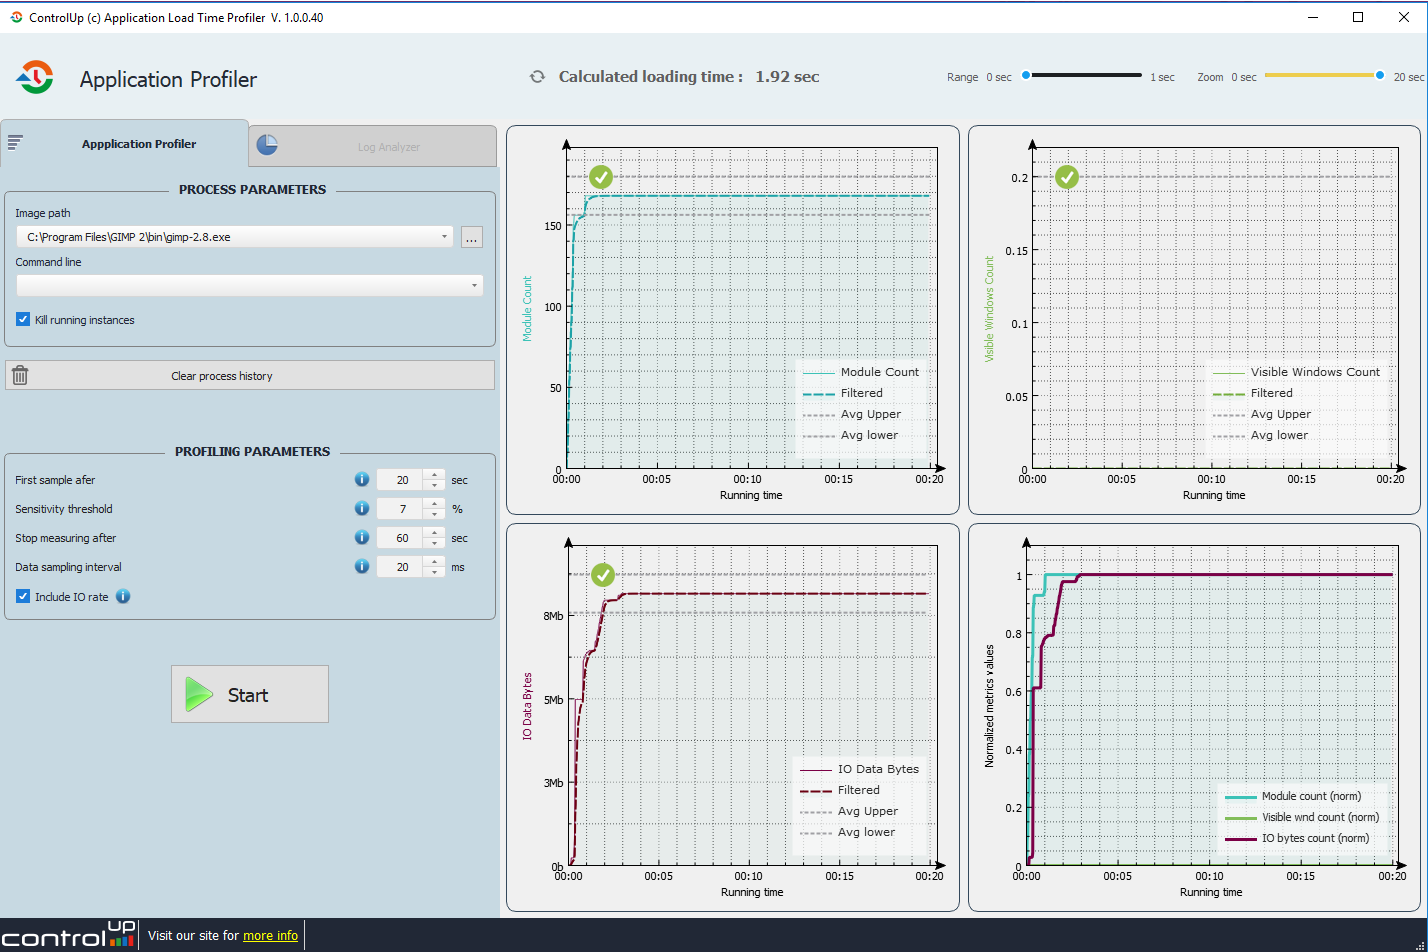 ControlUp (c) Application Load Time Profiler V. 1.0.0.40
Application Profiler
Calculated loading time : 1.92 sec
Range 0 sec 1 sec Zoom 0 sec 20 sec
Appplication Profiler
Log Analyzer
PROCESS PARAMETERS
Image path
C:\Program Files\GIMP 2\bin\gimp-2.8.exe
...
Command line
Kill running instances
Clear process history
PROFILING PARAMETERS
First sample afer 20 sec
Sensitivity threshold 7 %
Stop measuring after 60 sec
Data sampling interval 20 ms
Include IO rate
Start
Module Count
150
100
50
0
00:00 00:05 00:10 00:15 00:20
Running time
Module Count
Filtered
Avg Upper
Avg lower
Visible Windows Count
0.2
0.15
0.1
0.05
0
00:00 00:05 00:10 00:15 00:20
Running time
Visible Windows Count
Filtered
Avg Upper
Avg lower
IO Data Bytes
8Mb
5Mb
3Mb
0b
00:00 00:05 00:10 00:15 00:20
Running time
IO Data Bytes
Filtered
Avg Upper
Avg lower
Normalized metrics values
1
0.8
0.6
0.4
0.2
0
00:00 00:05 00:10 00:15 00:20
Running time
Module count (norm)
Visible wnd count (norm)
IO bytes count (norm)
controlUP
Visit our site for more info